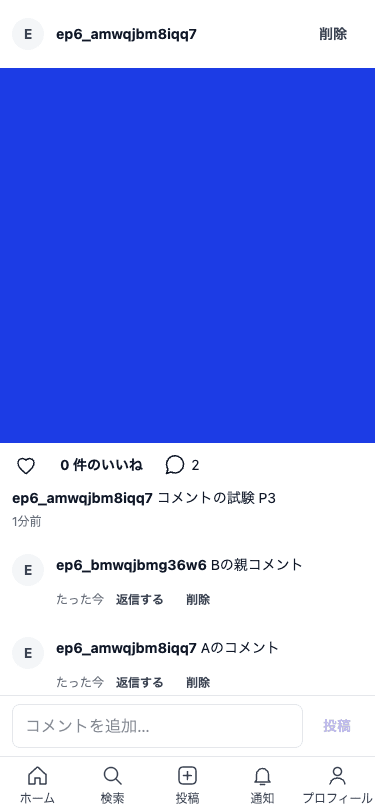 E ep6_amwqjbm8iqq7 削除
0 件のいいね 2
ep6_amwqjbm8iqq7 コメントの試験 P3
1分前
E ep6_bmwqjbmg36w6 Bの親コメント
たった今 返信する 削除
E ep6_amwqjbm8iqq7 Aのコメント
たった今 返信する 削除
コメントを追加... 投稿
ホーム 検索 投稿 通知 プロフィール